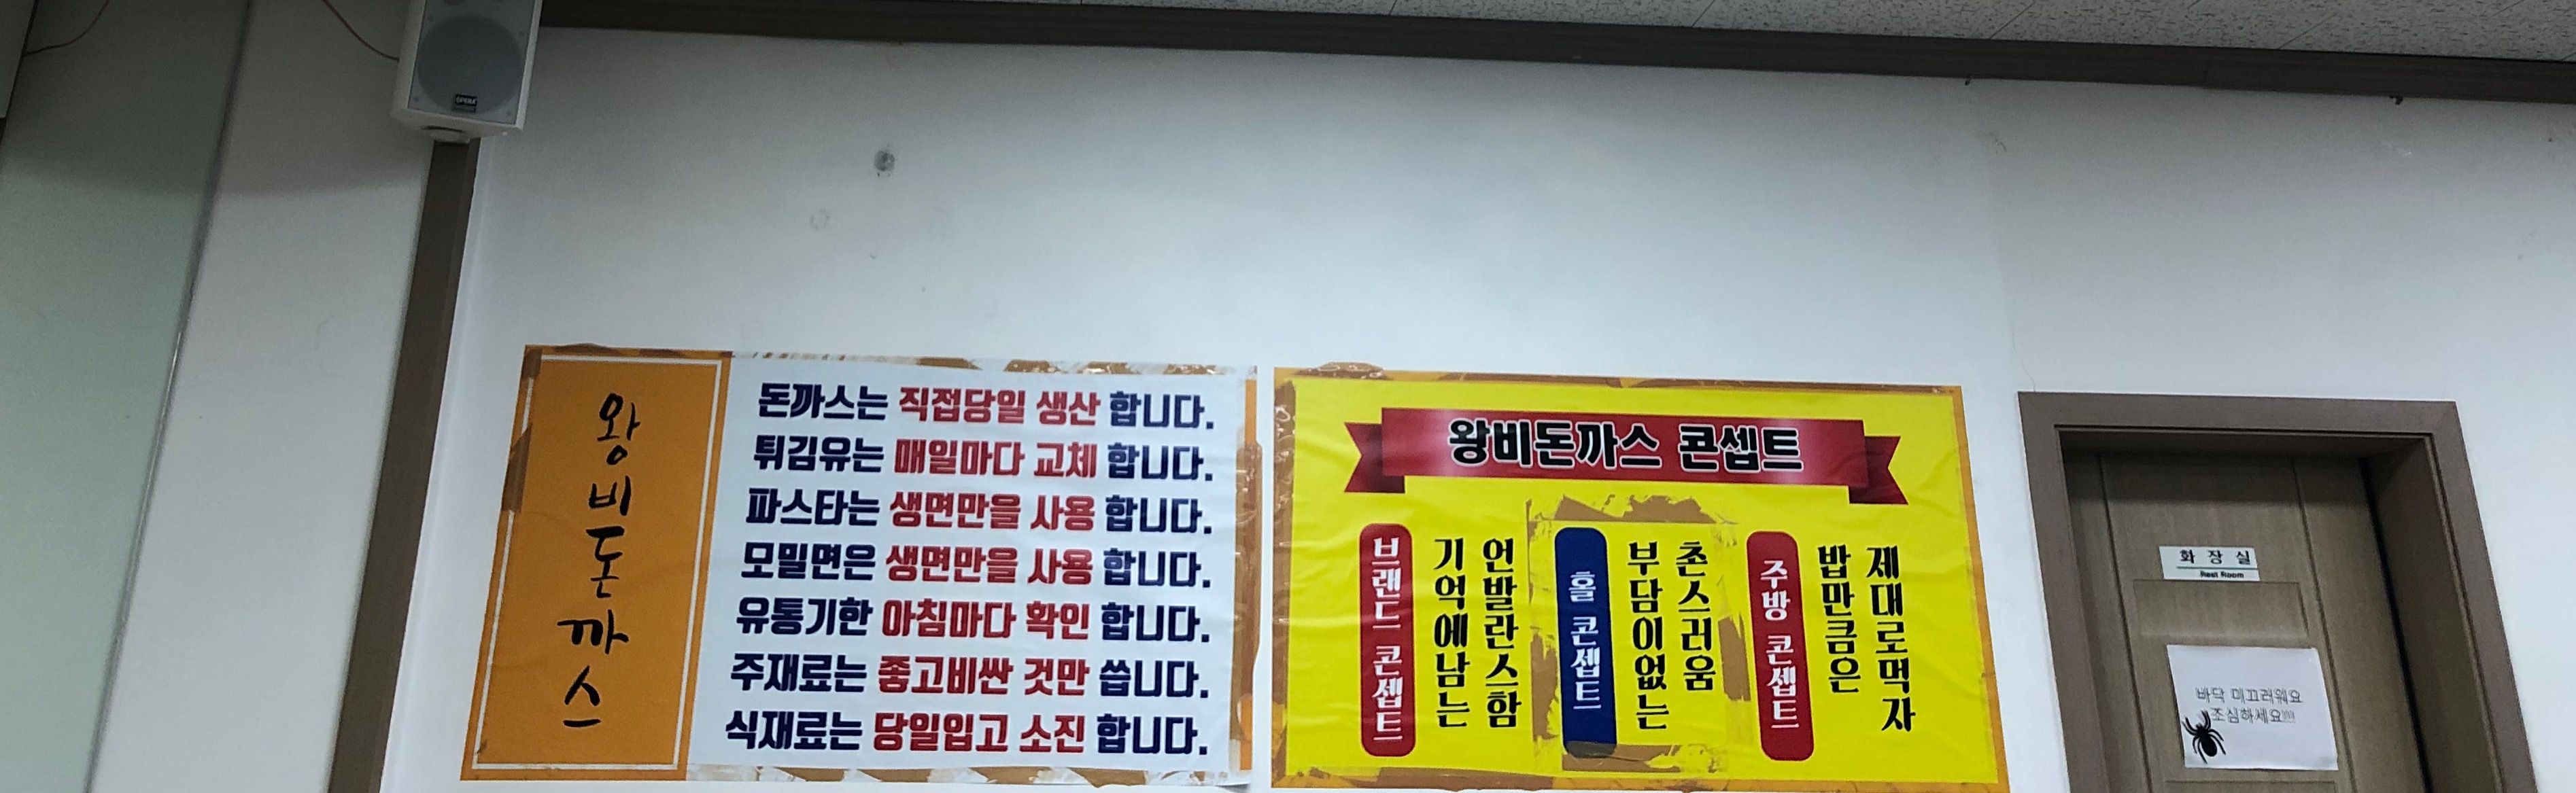 OPERA
왕비돈까스
돈까스는 직접당일 생산 합니다.
튀김유는 매일마다 교체 합니다.
파스타는 생면만을 사용 합니다.
모밀면은 생면만을 사용 합니다.
유통기한 아침마다 확인 합니다.
주재료는 좋고비싼 것만 씁니다.
식재료는 당일입고 소진 합니다.
왕비돈까스 콘셉트
브랜드 콘셉트
기억에남는
언발란스함
홀 콘셉트
부담이없는
촌스러움
주방 콘셉트
밥만큼은
제대로먹자
화장실
Rest Room
바닥 미끄러워요
조심하세요!!!!